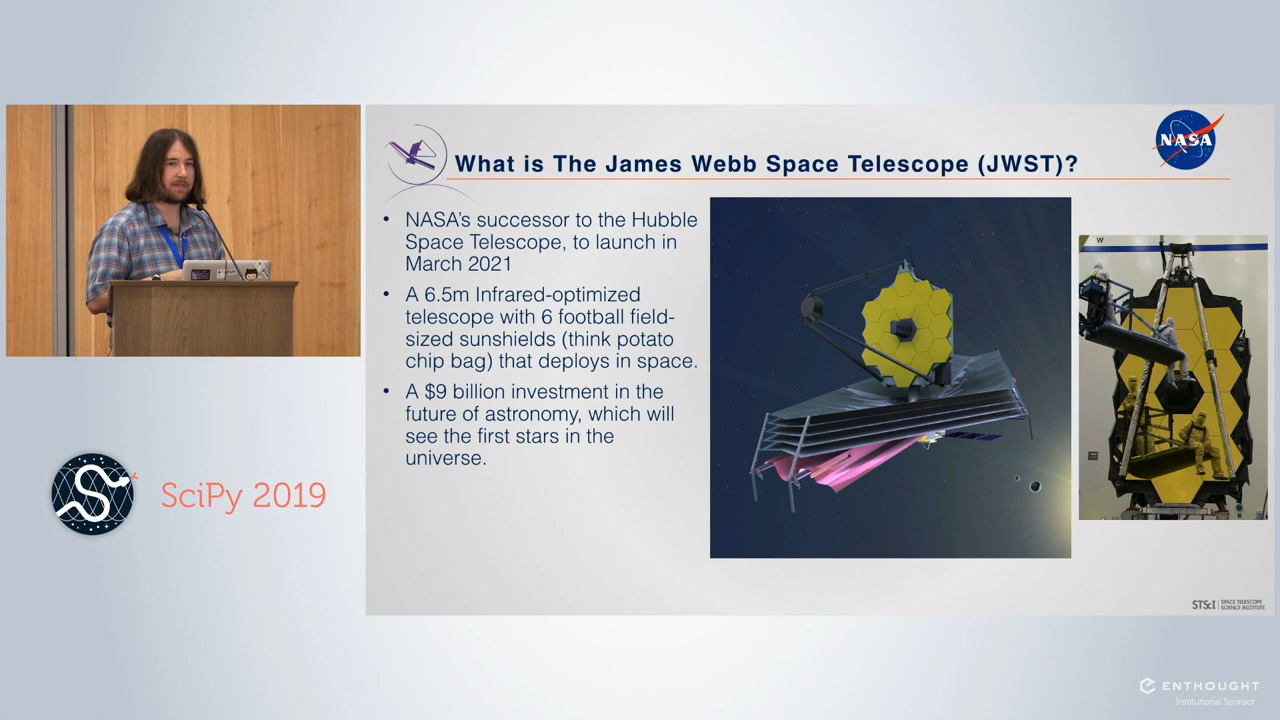 What is The James Webb Space Telescope (JWST)?
NASA
• NASA's successor to the Hubble
Space Telescope, to launch in
March 2021
• A 6.5m Infrared-optimized
telescope with 6 football field-
sized sunshields (think potato
chip bag) that deploys in space.
• A $9 billion investment in the
future of astronomy, which will
see the first stars in the
universe.
W
SciPy 2019
STScI | SPACE TELESCOPE
SCIENCE INSTITUTE
ENTHOUGHT
Institutional Sponsor